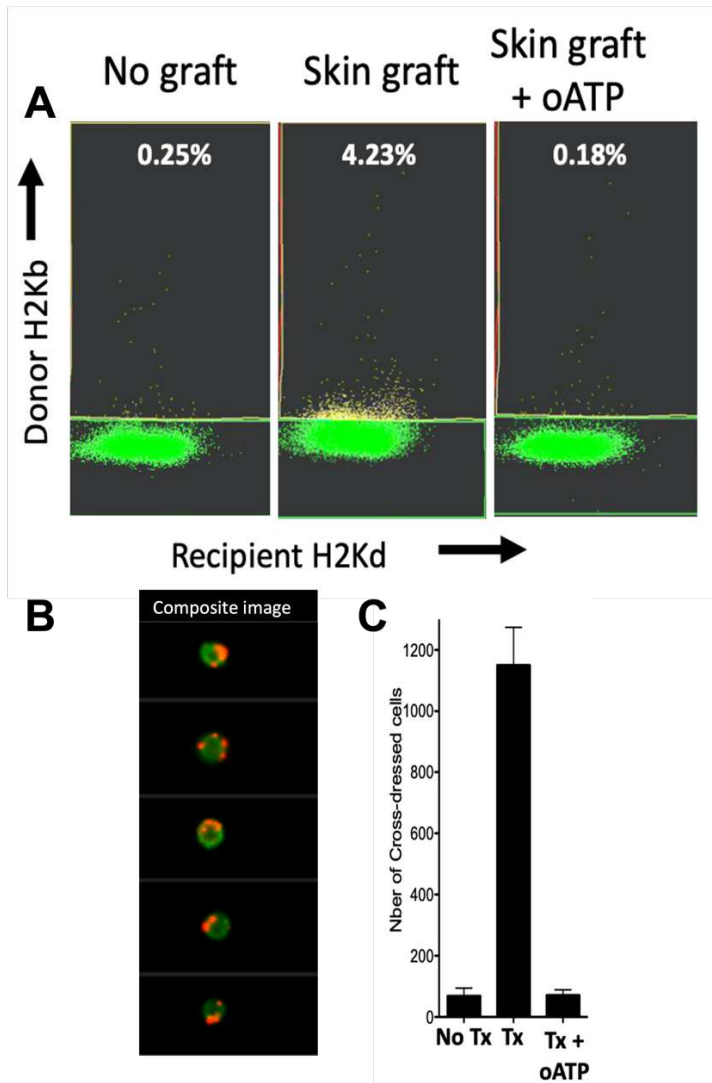 No graft
Skin graft
Skin graft
+ oATP
A
0.25%
4.23%
0.18%
Donor H2Kb
Recipient H2Kd
B
Composite image
C
Nber of Cross-dressed cells
1200
1000
800
600
400
200
0
No Tx
Tx
Tx +
oATP